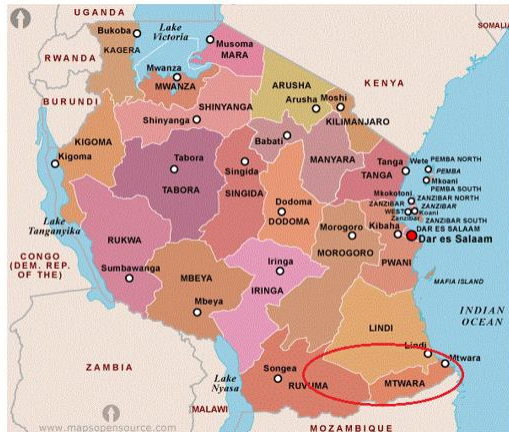 UGANDA
SOMALI
Bukoba
Lake
Victoria
KAGERA
Musoma
MARA
RWANDA
Mwanza
MWANZA
KENYA
BURUNDI
SHINYANGA
ARUSHA
Arusha
Moshi
Shinyanga
KILIMANJARO
KIGOMA
Kigoma
Babati
Tabora
TABORA
Singida
SINGIDA
MANYARA
Tanga
TANGA
Wete
PEMBA NORTH
PEMBA
Mkoani
PEMBA SOUTH
Mkokotoni
ZANZIBAR NORTH
ZANZIBAR
WEST
ZANZIBAR
Koani
Zanzibar
ZANZIBAR SOUTH
Dodoma
DODOMA
Lake
Tanganyika
RUKWA
Morogoro
MOROGORO
Kibaha
DAR ES SALAAM
Dar es Salaam
PWANI
CONGO
(DEM. REP.
OF THE)
Sumbawanga
MBEYA
Mbeya
Iringa
IRINGA
MAFIA ISLAND
INDIAN
OCEAN
LINDI
Lindi
Mtwara
MTWARA
ZAMBIA
Lake
Nyasa
Songea
RUVUMA
MALAWI
MOZAMBIQUE
www.mapsopensource.com